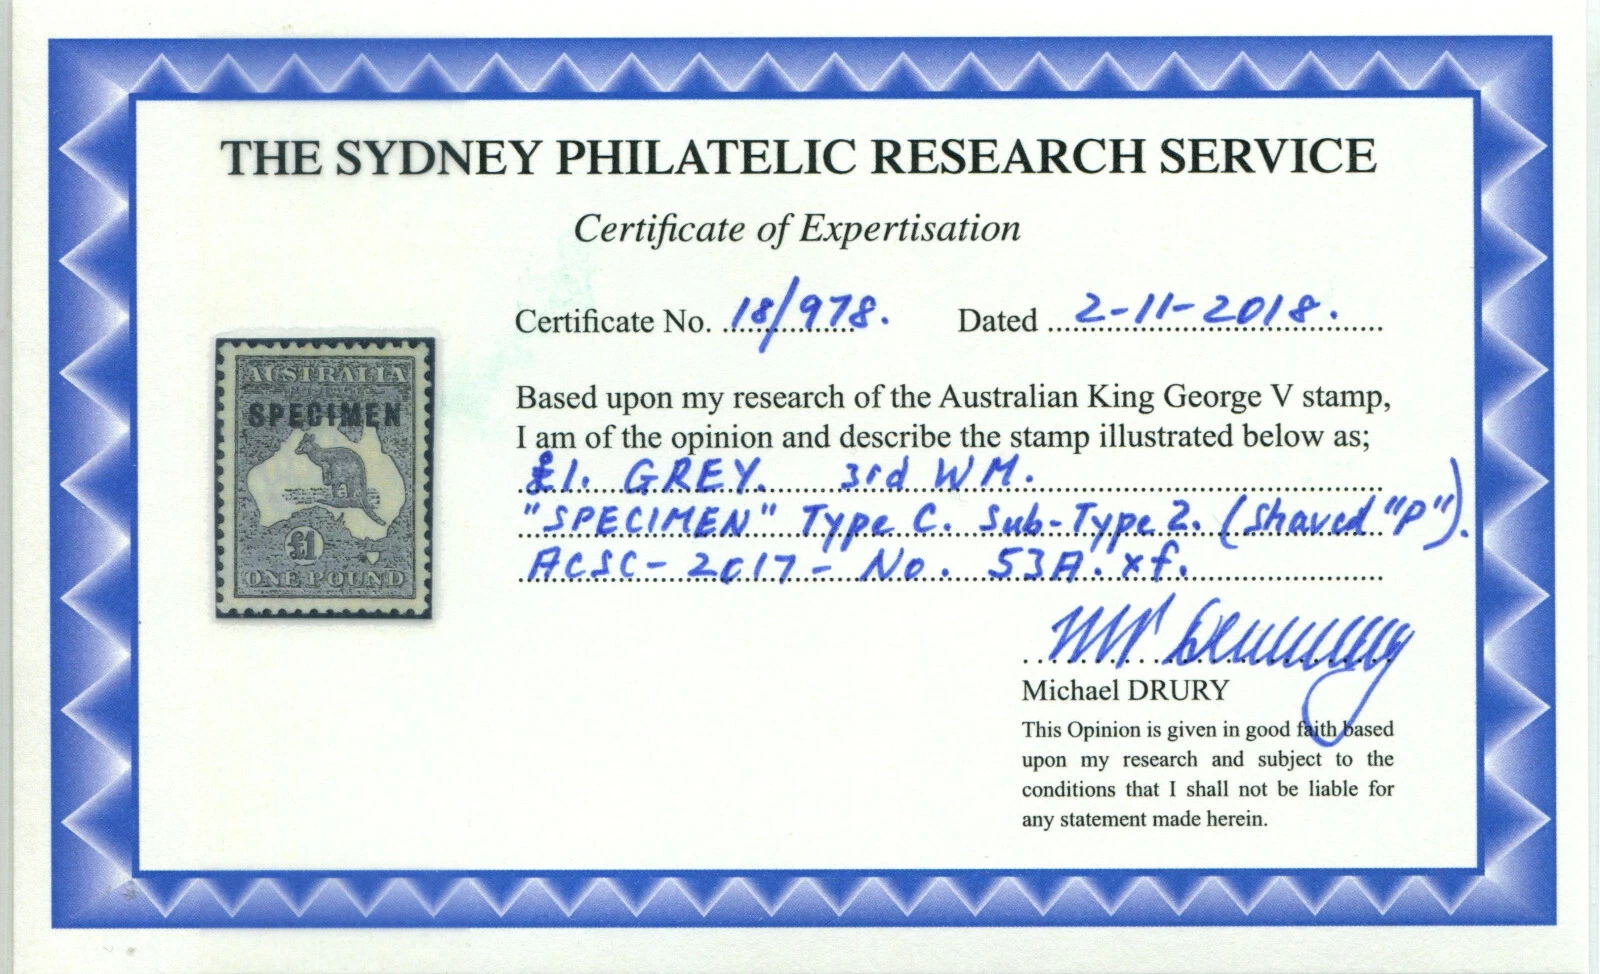 THE SYDNEY PHILATELIC RESEARCH SERVICE
Certificate of Expertisation
Certificate No. 18/978. Dated 2-11-2018.
Based upon my research of the Australian King George V stamp,
I am of the opinion and describe the stamp illustrated below as;
£1. GREY. 3rd WM.
"SPECIMEN" Type C. Sub-Type 2. (Shaved "P").
ACSC-2017-No. 53A.xf.
AUSTRALIA
SPECIMEN
£1
ONE POUND
Michael DRURY
This Opinion is given in good faith based
upon my research and subject to the
conditions that I shall not be liable for
any statement made herein.